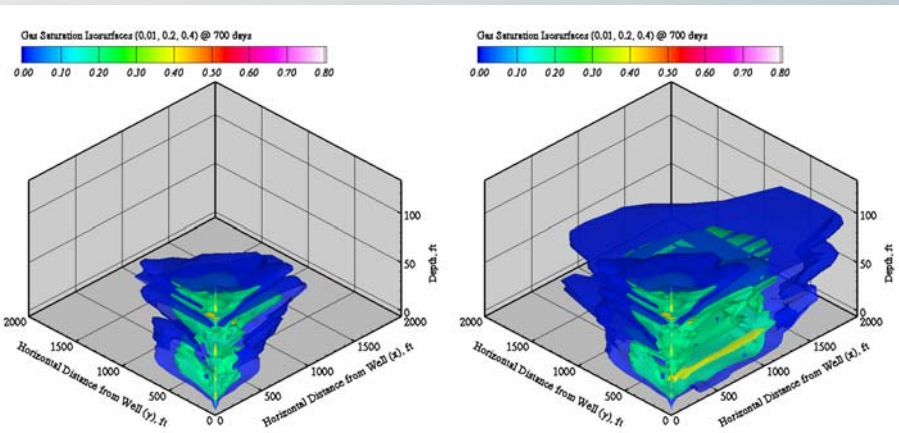 Gas Saturation Isosurfaces (0.01, 0.2, 0.4) @ 700 days
0.00 0.10 0.20 0.30 0.40 0.50 0.60 0.70 0.80
100
50
0
Depth, ft
2000
1500
1000
500
0
Horizontal Distance from Well (y), ft
0
500
1000
1500
2000
Horizontal Distance from Well (x), ft
Gas Saturation Isosurfaces (0.01, 0.2, 0.4) @ 700 days
0.00 0.10 0.20 0.30 0.40 0.50 0.60 0.70 0.80
100
50
0
Depth, ft
2000
1500
1000
500
0
Horizontal Distance from Well (y), ft
0
500
1000
1500
2000
Horizontal Distance from Well (x), ft